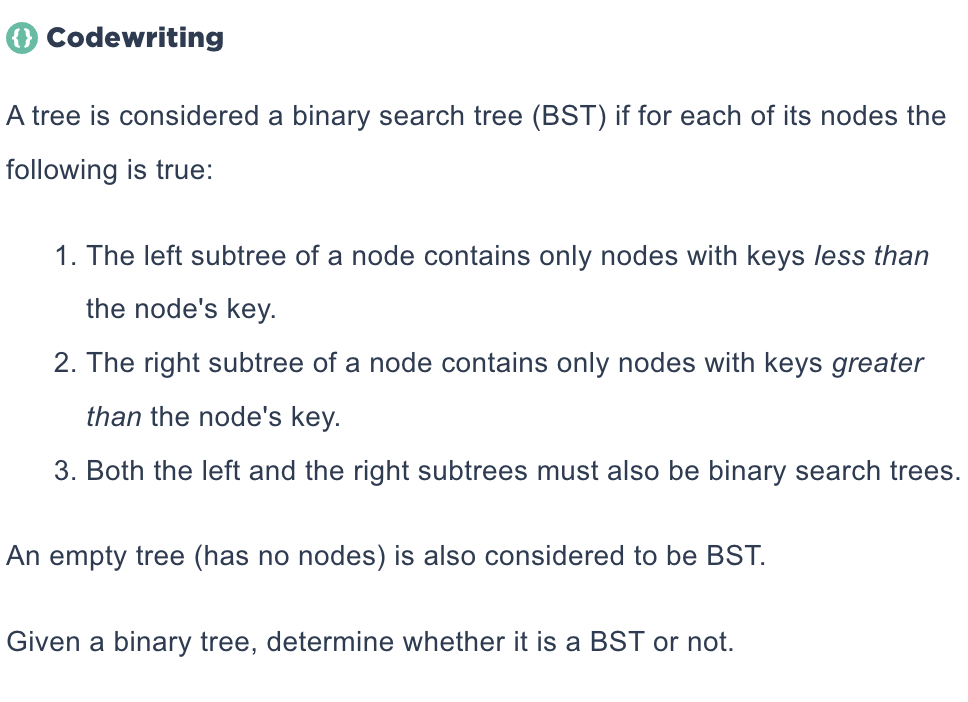 Codewriting
A tree is considered a binary search tree (BST) if for each of its nodes the
following is true:
1. The left subtree of a node contains only nodes with keys less than
the node's key.
2. The right subtree of a node contains only nodes with keys greater
than the node's key.
3. Both the left and the right subtrees must also be binary search trees.
An empty tree (has no nodes) is also considered to be BST.
Given a binary tree, determine whether it is a BST or not.